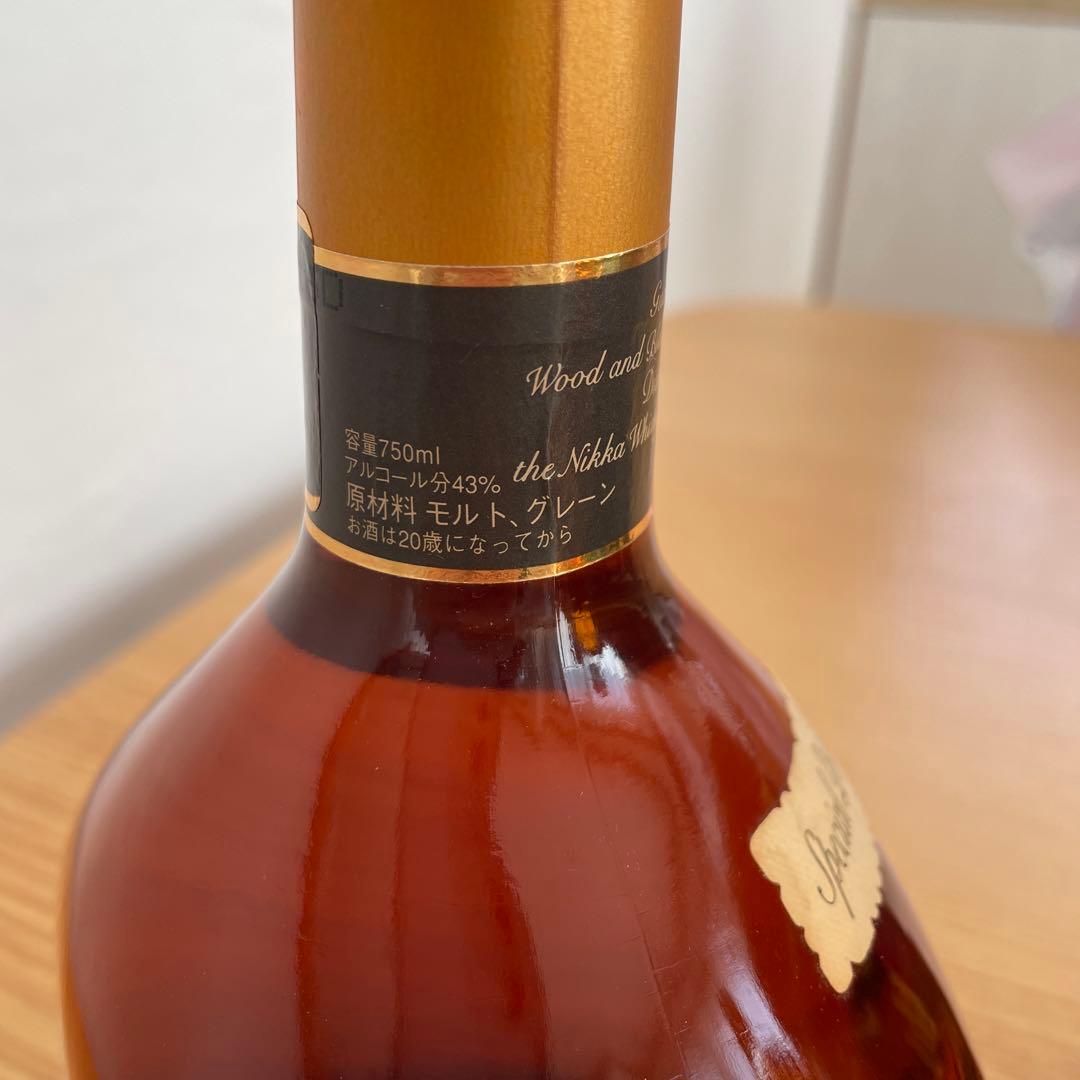 Wood and
the Nikka
容量750ml
アルコール分43%
原材料 モルト、グレーン
お酒は20歳になってから
Special